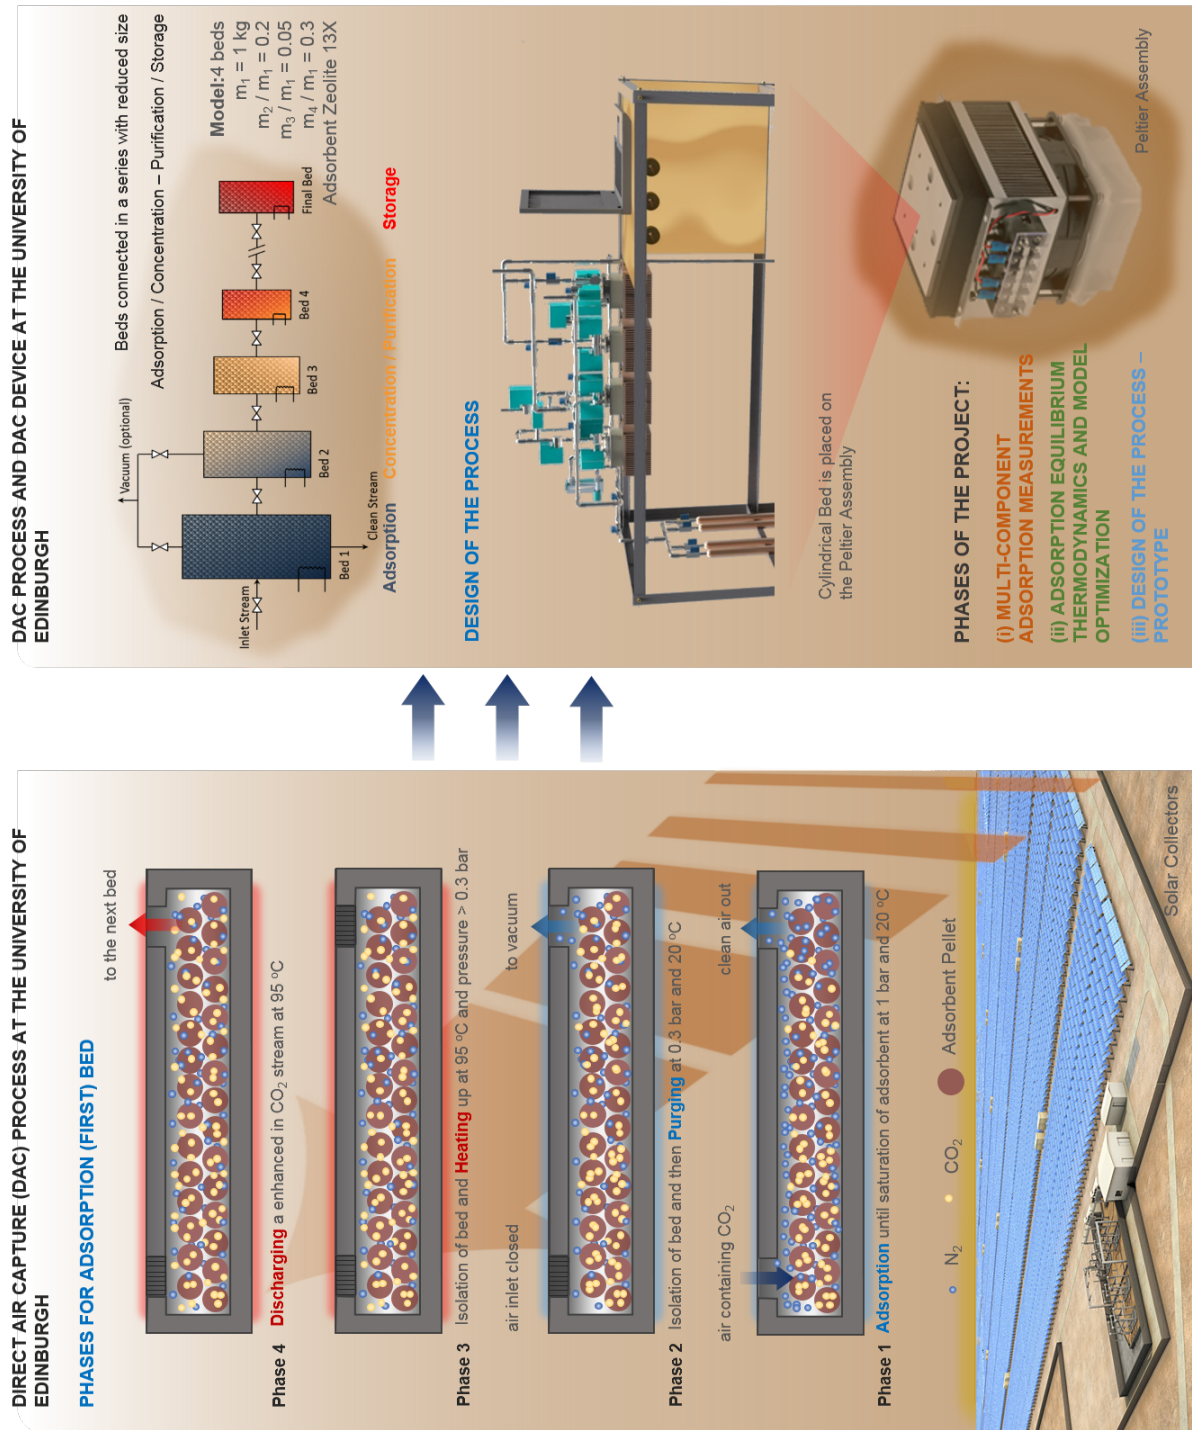 DIRECT AIR CAPTURE (DAC) PROCESS AT THE UNIVERSITY OF
EDINBURGH
PHASES FOR ADSORPTION (FIRST) BED
to the next bed
Phase 4 Discharging a enhanced in CO₂ stream at 95 ºC
Phase 3 Isolation of bed and Heating up at 95 ºC and pressure > 0.3 bar
air inlet closed
to vacuum
Phase 2 Isolation of bed and then Purging at 0.3 bar and 20 ºC
air containing CO₂
clean air out
Phase 1 Adsorption until saturation of adsorbent at 1 bar and 20 ºC
N₂
CO₂
Adsorbent Pellet
Solar Collectors
DAC PROCESS AND DAC DEVICE AT THE UNIVERSITY OF
EDINBURGH
Beds connected in a series with reduced size
Adsorption / Concentration – Purification / Storage
Vacuum (optional)
Model:4 beds
m₁ = 1 kg
m₂ / m₁ = 0.2
m₃ / m₁ = 0.05
m₄ / m₁ = 0.3
Adsorbent Zeolite 13X
Inlet Stream
Bed 1
Bed 2
Bed 3
Bed 4
Final Bed
Clean Stream
Adsorption
Concentration / Purification
Storage
DESIGN OF THE PROCESS
Cylindrical Bed is placed on
the Peltier Assembly
PHASES OF THE PROJECT:
(i) MULTI-COMPONENT
ADSORPTION MEASUREMENTS
(ii) ADSORPTION EQUILIBRIUM
THERMODYNAMICS AND MODEL
OPTIMIZATION
(iii) DESIGN OF THE PROCESS –
PROTOTYPE
Peltier Assembly